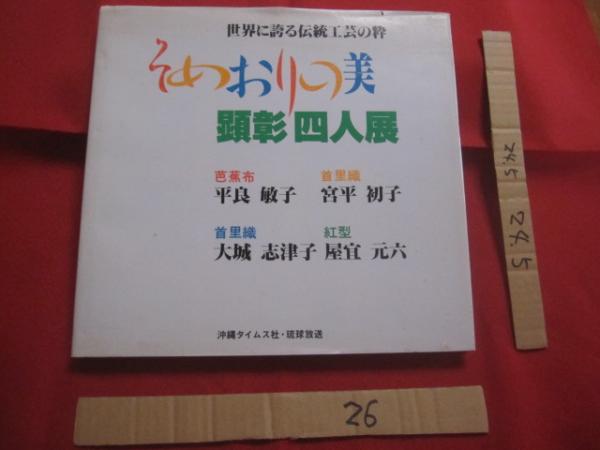 世界に誇る伝統工芸の粋
そめおりの美
顕彰 四人展
芭蕉布 首里織
平良 敏子 宮平 初子
首里織 紅型
大城 志津子 屋宜 元六
沖縄タイムス社・琉球放送
24.5
24.5
26